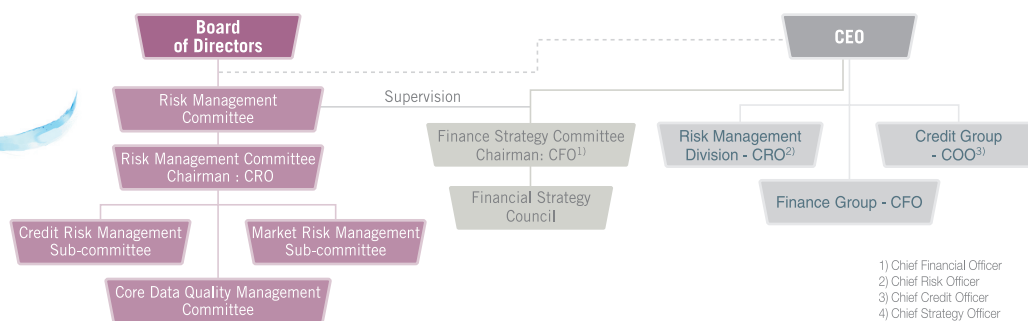 Board
of Directors
CEO
Risk Management
Committee
Supervision
Finance Strategy Committee
Chairman: CFO1)
Risk Management
Division - CRO2)
Credit Group
- COO3)
Risk Management Committee
Chairman : CRO
Financial Strategy
Council
Finance Group - CFO
Credit Risk Management
Sub-committee
Market Risk Management
Sub-committee
Core Data Quality Management
Committee
1) Chief Financial Officer
2) Chief Risk Officer
3) Chief Credit Officer
4) Chief Strategy Officer